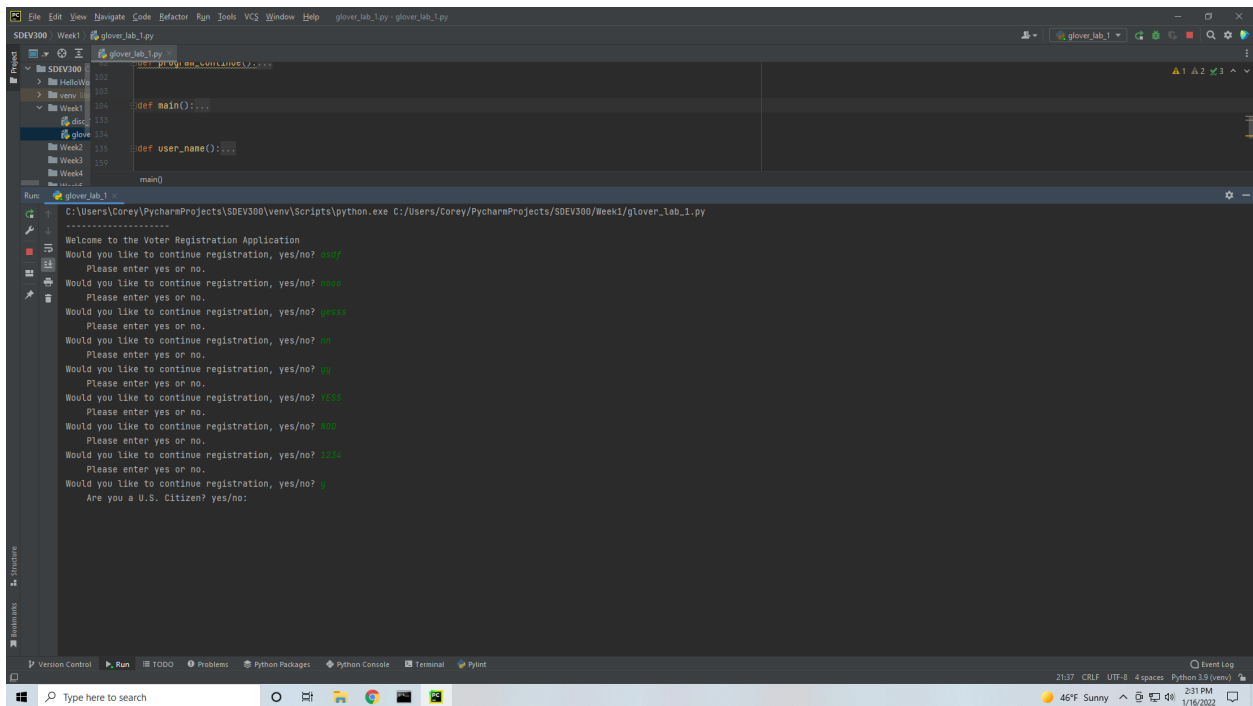 PC File Edit View Navigate Code Refactor Run Tools VCS Window Help glover_lab_1.py - glover_lab_1.py
SDEV300 Week1 glover_lab_1.py
glover_lab_1
Project
glover_lab_1.py
SDEV300
HelloWo
venv
Week1
disc_
glove
Week2
Week3
Week4
def program_continue():...
102
103
104 def main():...
133
134
135 def user_name():...
159
main()
1 2 3
Run: glover_lab_1
C:\Users\Corey\PycharmProjects\SDEV300\venv\Scripts\python.exe C:/Users/Corey/PycharmProjects/SDEV300/Week1/glover_lab_1.py
--------------------
Welcome to the Voter Registration Application
Would you like to continue registration, yes/no? asdf
Please enter yes or no.
Would you like to continue registration, yes/no? nooo
Please enter yes or no.
Would you like to continue registration, yes/no? yesss
Please enter yes or no.
Would you like to continue registration, yes/no? nn
Please enter yes or no.
Would you like to continue registration, yes/no? yy
Please enter yes or no.
Would you like to continue registration, yes/no? YESS
Please enter yes or no.
Would you like to continue registration, yes/no? NOO
Please enter yes or no.
Would you like to continue registration, yes/no? 1234
Please enter yes or no.
Would you like to continue registration, yes/no? y
Are you a U.S. Citizen? yes/no:
Structure
Bookmarks
Version Control Run TODO Problems Python Packages Python Console Terminal Pylint Event Log
21:37 CRLF UTF-8 4 spaces Python 3.9 (venv)
Type here to search
46°F Sunny 2:31 PM
1/16/2022